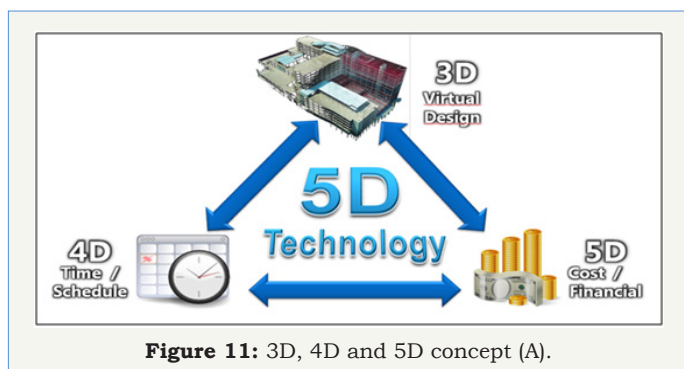 3D
Virtual
Design
5D
Technology
4D
Time /
Schedule
5D
Cost /
Financial
Figure 11: 3D, 4D and 5D concept (A).